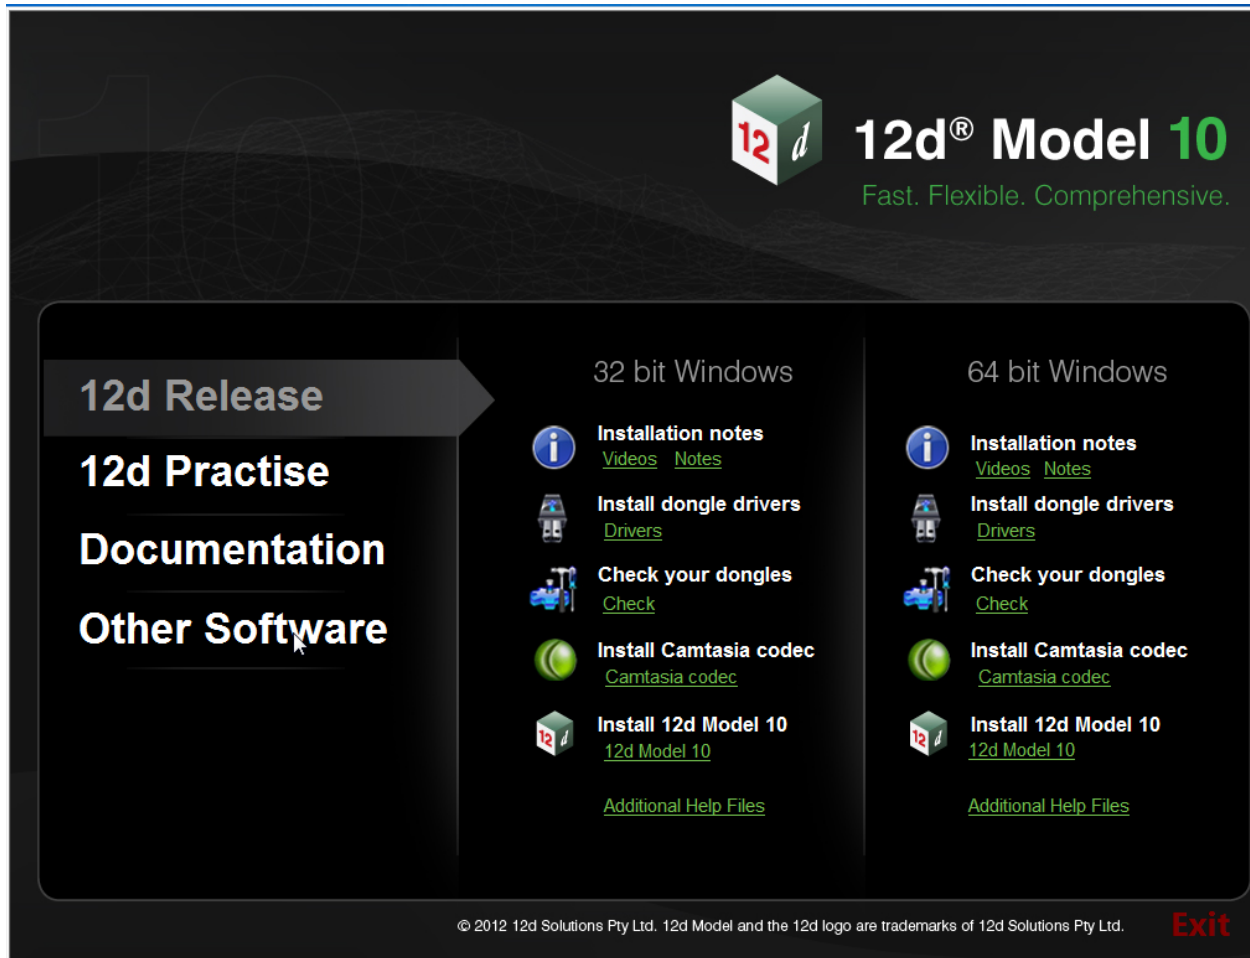 10
12 d
12d® Model 10
Fast. Flexible. Comprehensive.
12d Release
12d Practise
Documentation
Other Software
32 bit Windows
Installation notes
Videos Notes
Install dongle drivers
Drivers
Check your dongles
Check
Install Camtasia codec
Camtasia codec
12 d
Install 12d Model 10
12d Model 10
Additional Help Files
64 bit Windows
Installation notes
Videos Notes
Install dongle drivers
Drivers
Check your dongles
Check
Install Camtasia codec
Camtasia codec
12 d
Install 12d Model 10
12d Model 10
Additional Help Files
© 2012 12d Solutions Pty Ltd. 12d Model and the 12d logo are trademarks of 12d Solutions Pty Ltd.
Exit